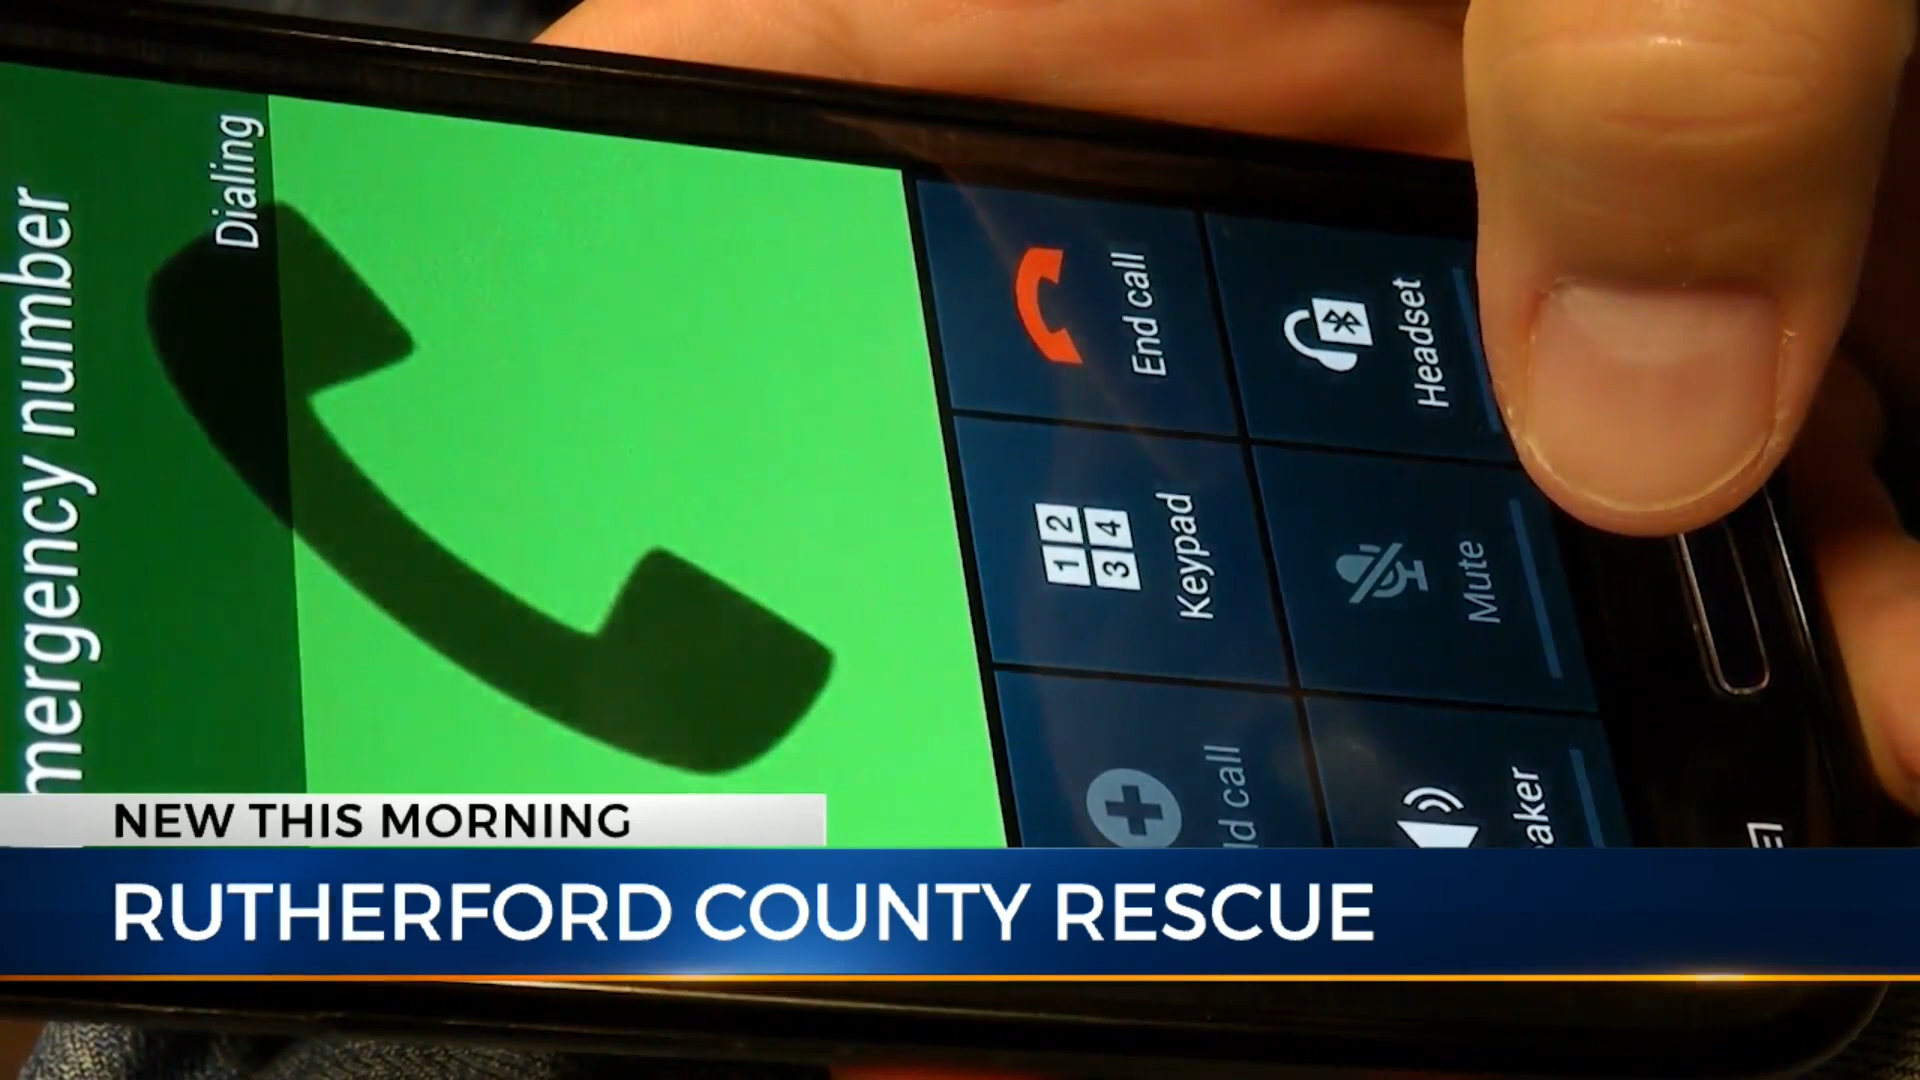 mergency number
Dialing
End call
Keypad
1 2
3 4
Headset
Mute
NEW THIS MORNING
RUTHERFORD COUNTY RESCUE